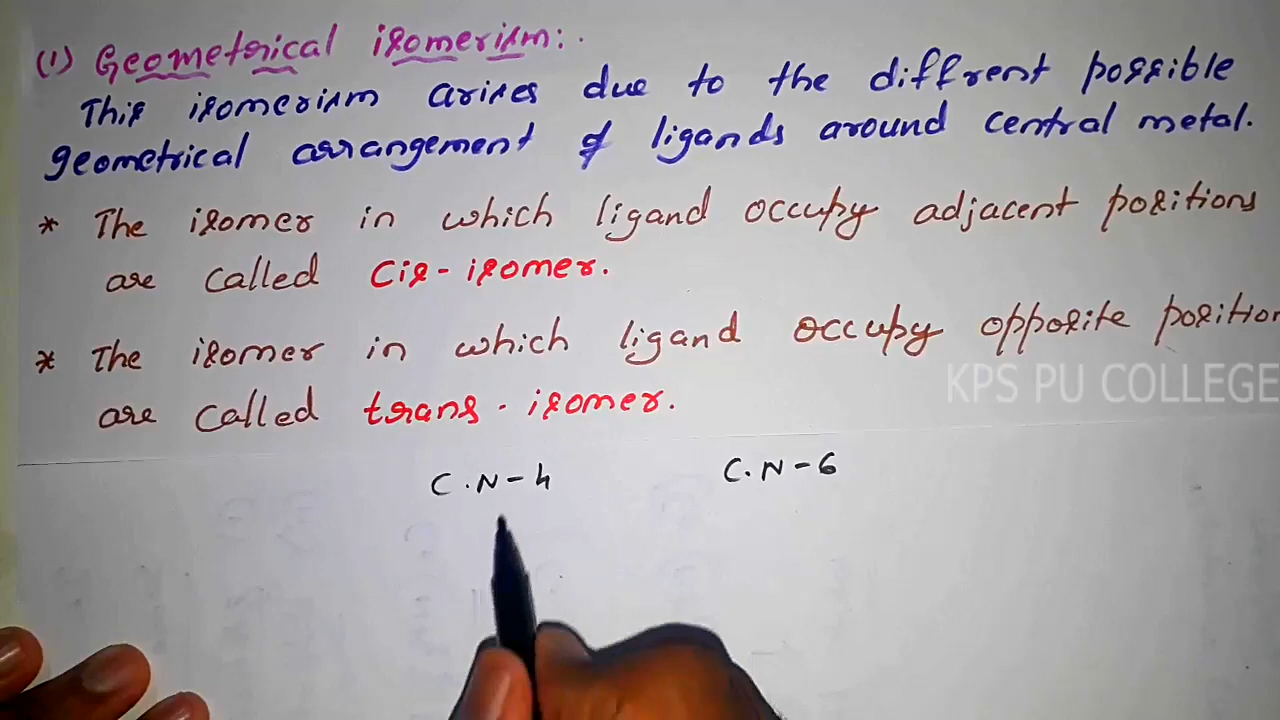 (1) Geometrical isomerism:.
This isomerism arises due to the diffrent possible
geometrical arrangement of ligands around central metal.
* The isomer in which ligand occupy adjacent positions
are called Cis-isomer.
* The isomer in which ligand occupy opposite position
are called trans-isomer.
KPS PU COLLEGE
C.N-4 C.N-6